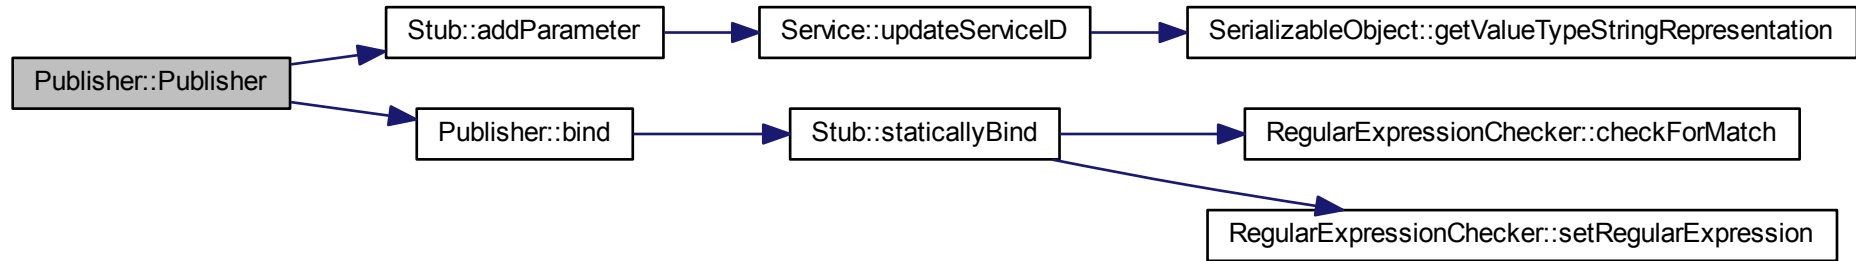 Publisher::Publisher
Stub::addParameter
Service::updateServiceID
SerializableObject::getValueTypeStringRepresentation
Publisher::bind
Stub::staticallyBind
RegularExpressionChecker::checkForMatch
RegularExpressionChecker::setRegularExpression